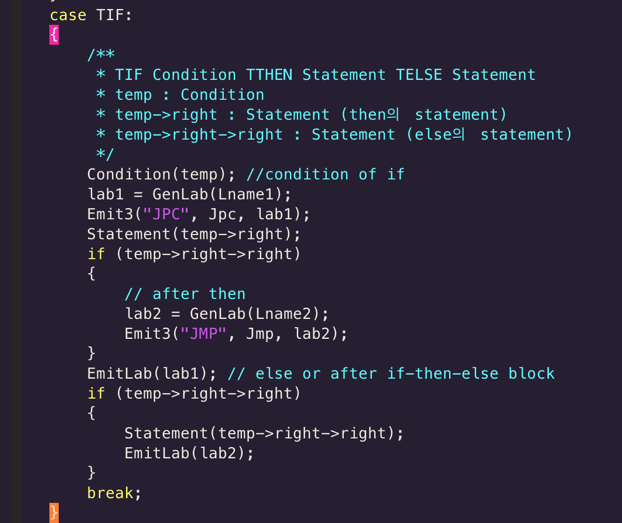 case TIF:
{
/**
* TIF Condition TTHEN Statement TELSE Statement
* temp : Condition
* temp->right : Statement (then의 statement)
* temp->right->right : Statement (else의 statement)
*/
Condition(temp); //condition of if
lab1 = GenLab(Lname1);
Emit3("JPC", Jpc, lab1);
Statement(temp->right);
if (temp->right->right)
{
// after then
lab2 = GenLab(Lname2);
Emit3("JMP", Jmp, lab2);
}
EmitLab(lab1); // else or after if-then-else block
if (temp->right->right)
{
Statement(temp->right->right);
EmitLab(lab2);
}
break;
}